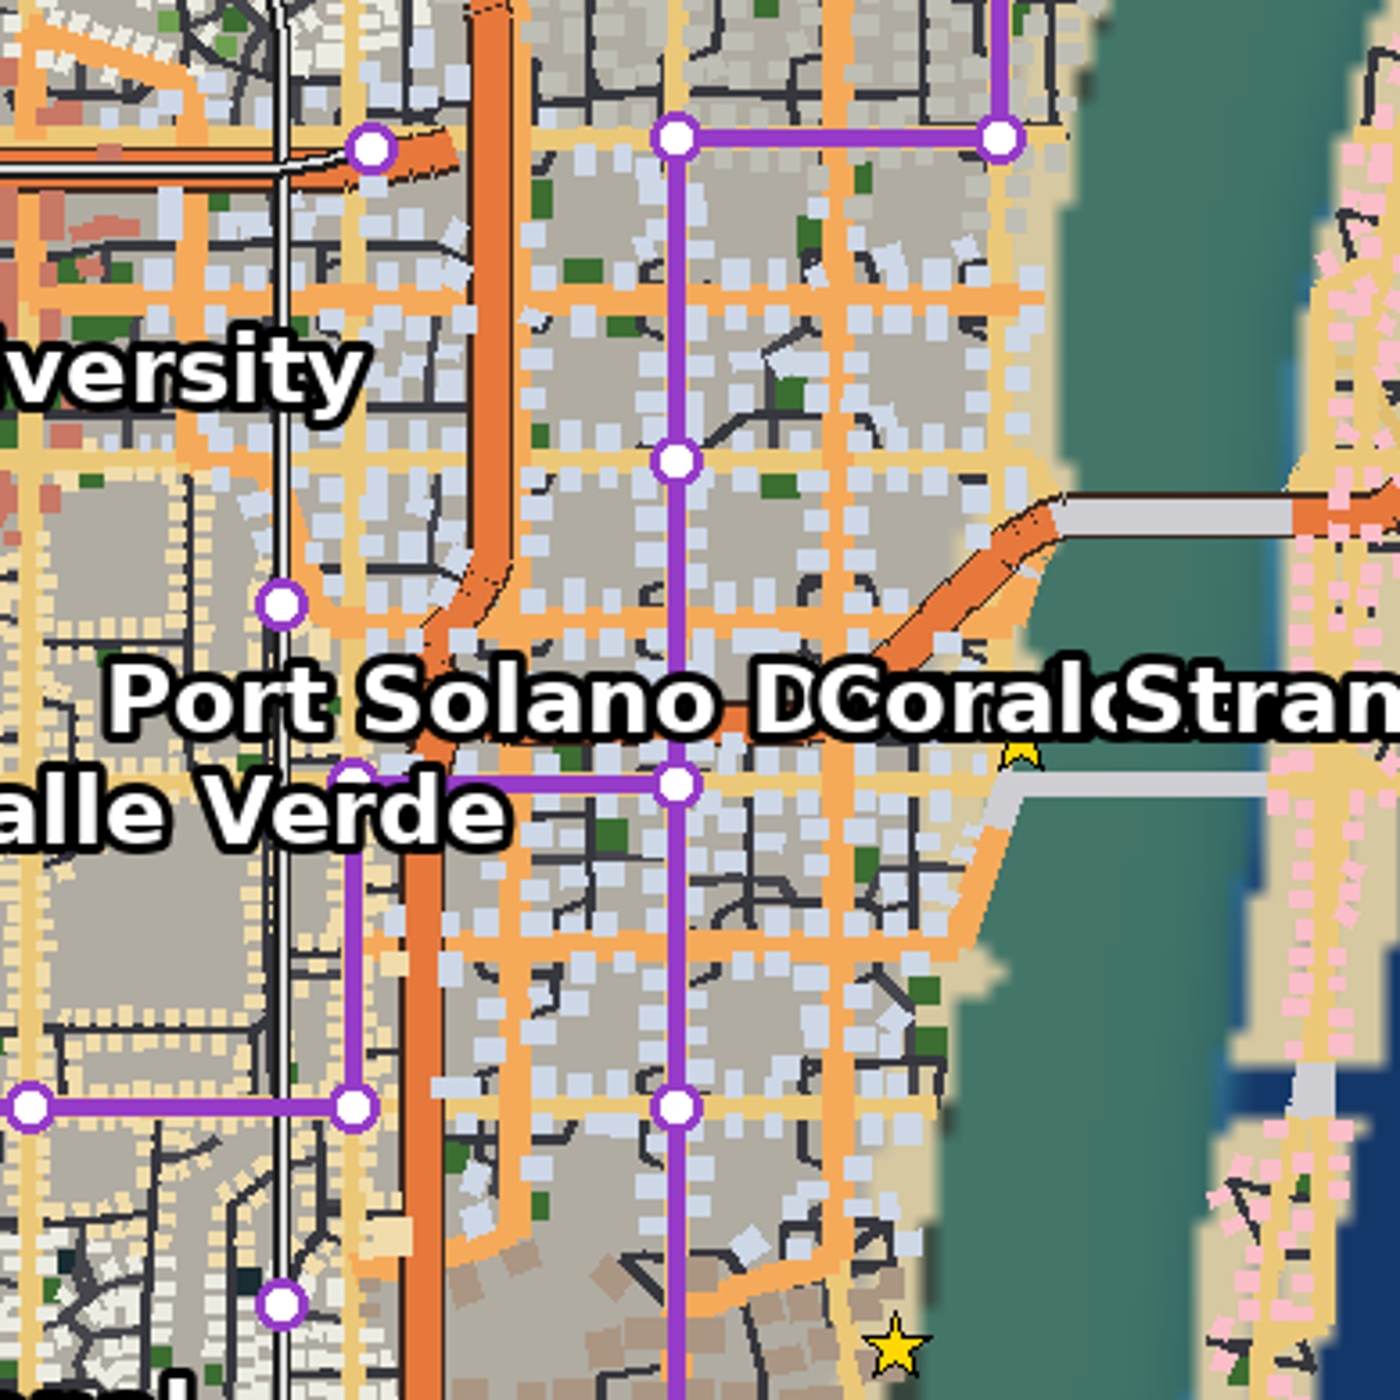 versity
Port Solano D
Coral
Stran
alle Verde